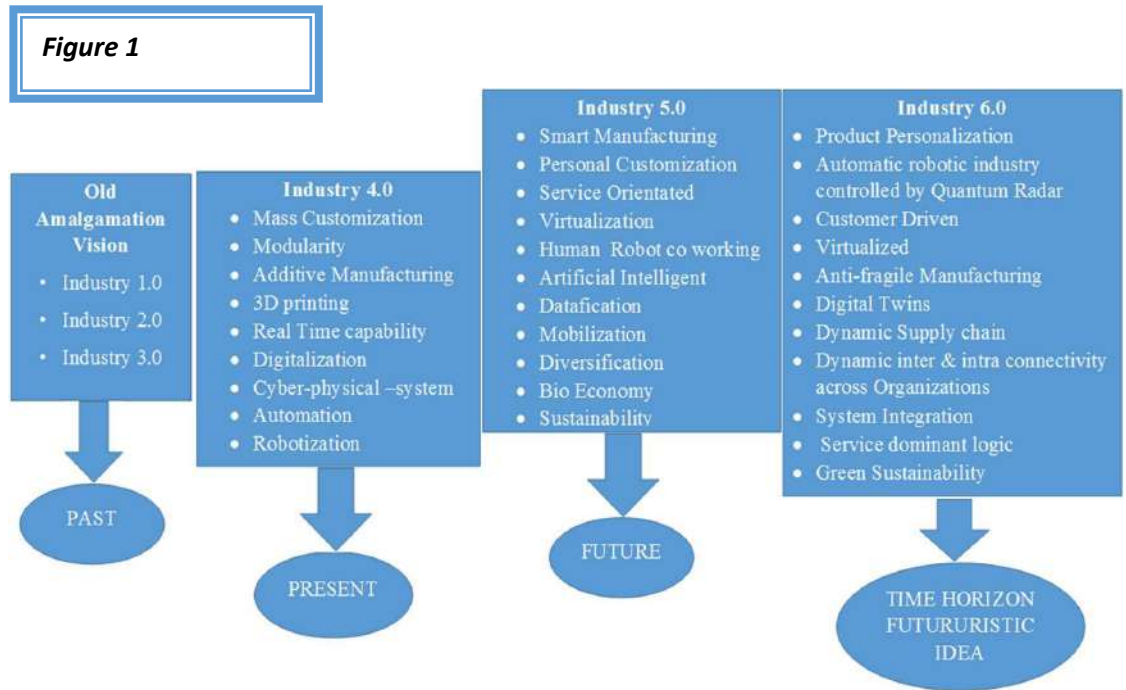 Figure 1
Old
Amalgamation
Vision
• Industry 1.0
• Industry 2.0
• Industry 3.0
PAST
Industry 4.0
• Mass Customization
• Modularity
• Additive Manufacturing
• 3D printing
• Real Time capability
• Digitalization
• Cyber-physical –system
• Automation
• Robotization
PRESENT
Industry 5.0
• Smart Manufacturing
• Personal Customization
• Service Orientated
• Virtualization
• Human Robot co working
• Artificial Intelligent
• Datafication
• Mobilization
• Diversification
• Bio Economy
• Sustainability
FUTURE
Industry 6.0
• Product Personalization
• Automatic robotic industry
controlled by Quantum Radar
• Customer Driven
• Virtualized
• Anti-fragile Manufacturing
• Digital Twins
• Dynamic Supply chain
• Dynamic inter & intra connectivity
across Organizations
• System Integration
• Service dominant logic
• Green Sustainability
TIME HORIZON
FUTURURISTIC
IDEA